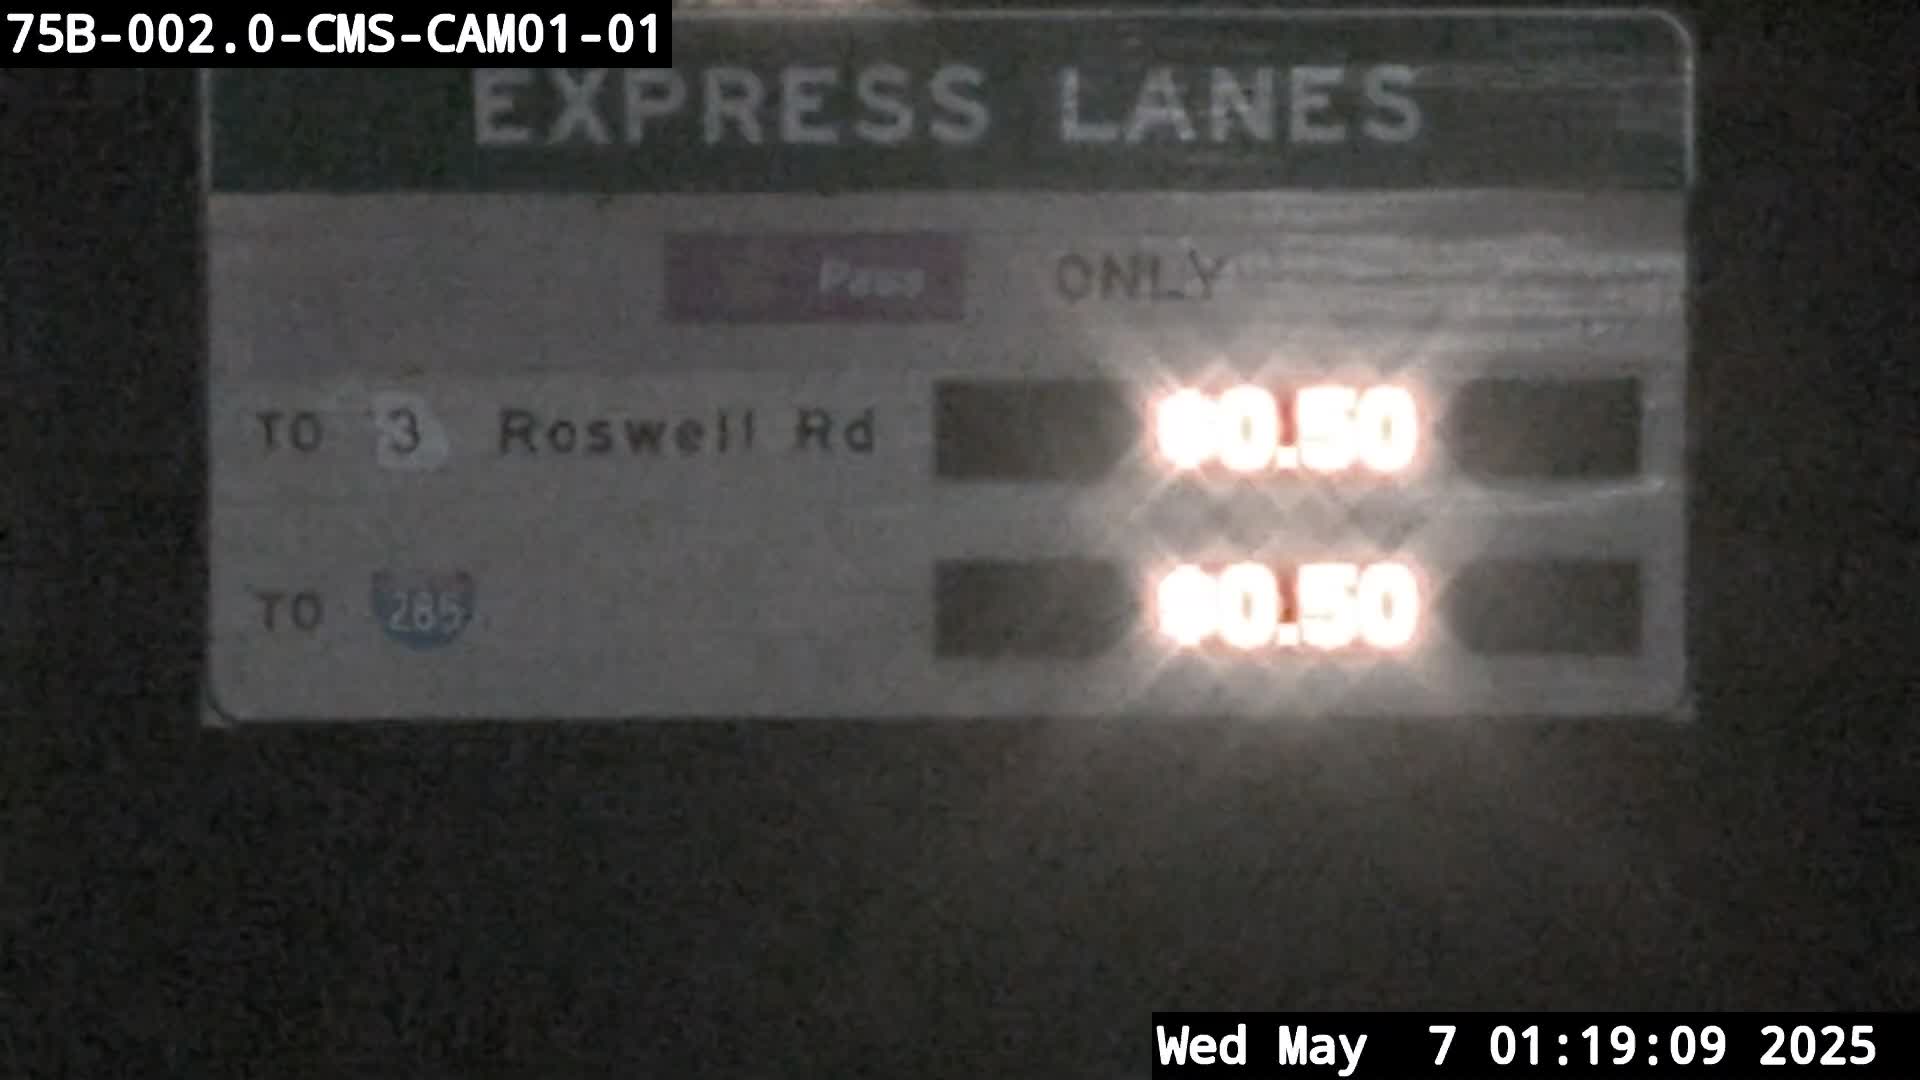 75B-002.0-CMS-CAM01-01
EXPRESS LANES
Pass ONLY
TO 3 Roswell Rd $0.50
TO 285 $0.50
Wed May 7 01:19:09 2025